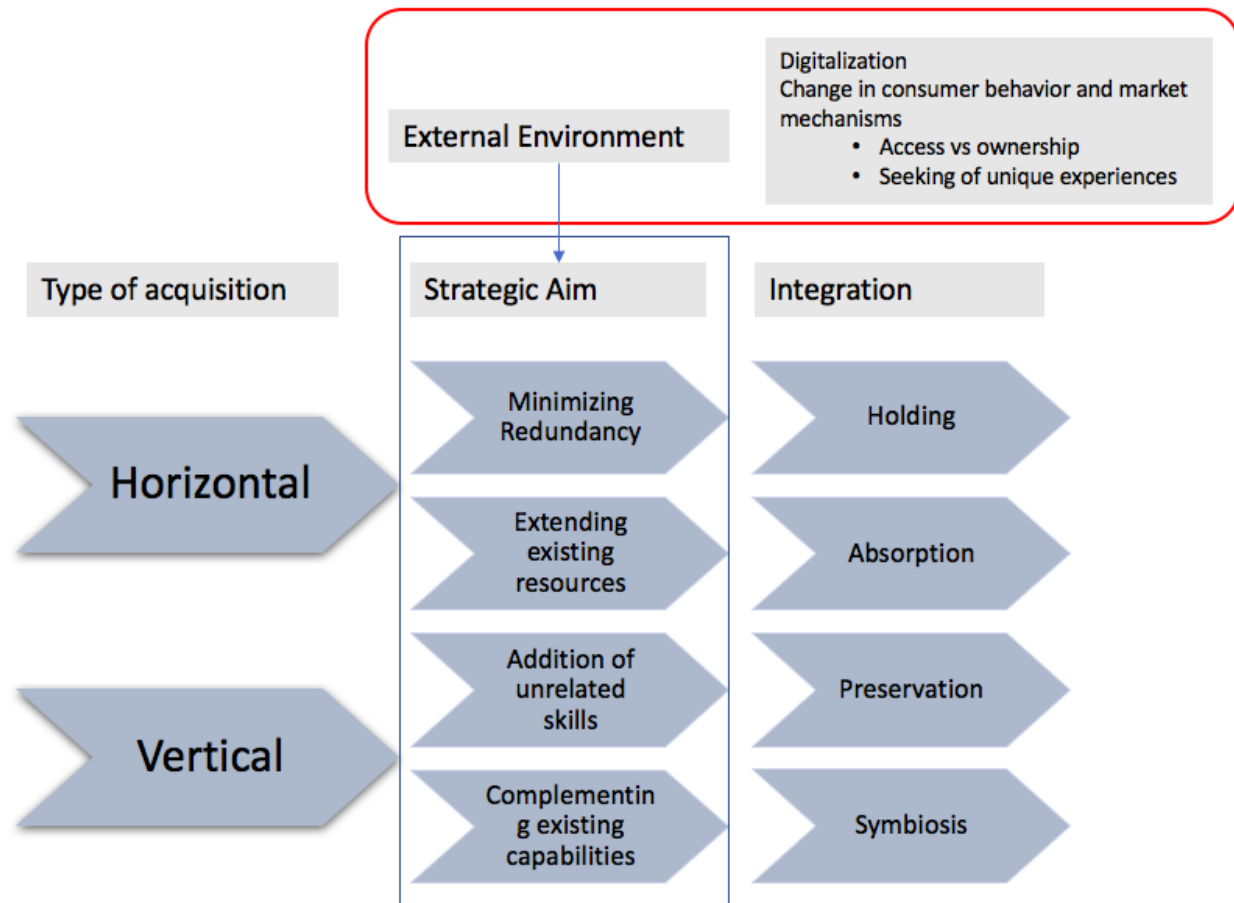 Digitalization
Change in consumer behavior and market
mechanisms
• Access vs ownership
• Seeking of unique experiences
External Environment
Type of acquisition
Strategic Aim
Integration
Horizontal
Minimizing
Redundancy
Holding
Extending
existing
resources
Absorption
Vertical
Addition of
unrelated
skills
Preservation
Complementin
g existing
capabilities
Symbiosis